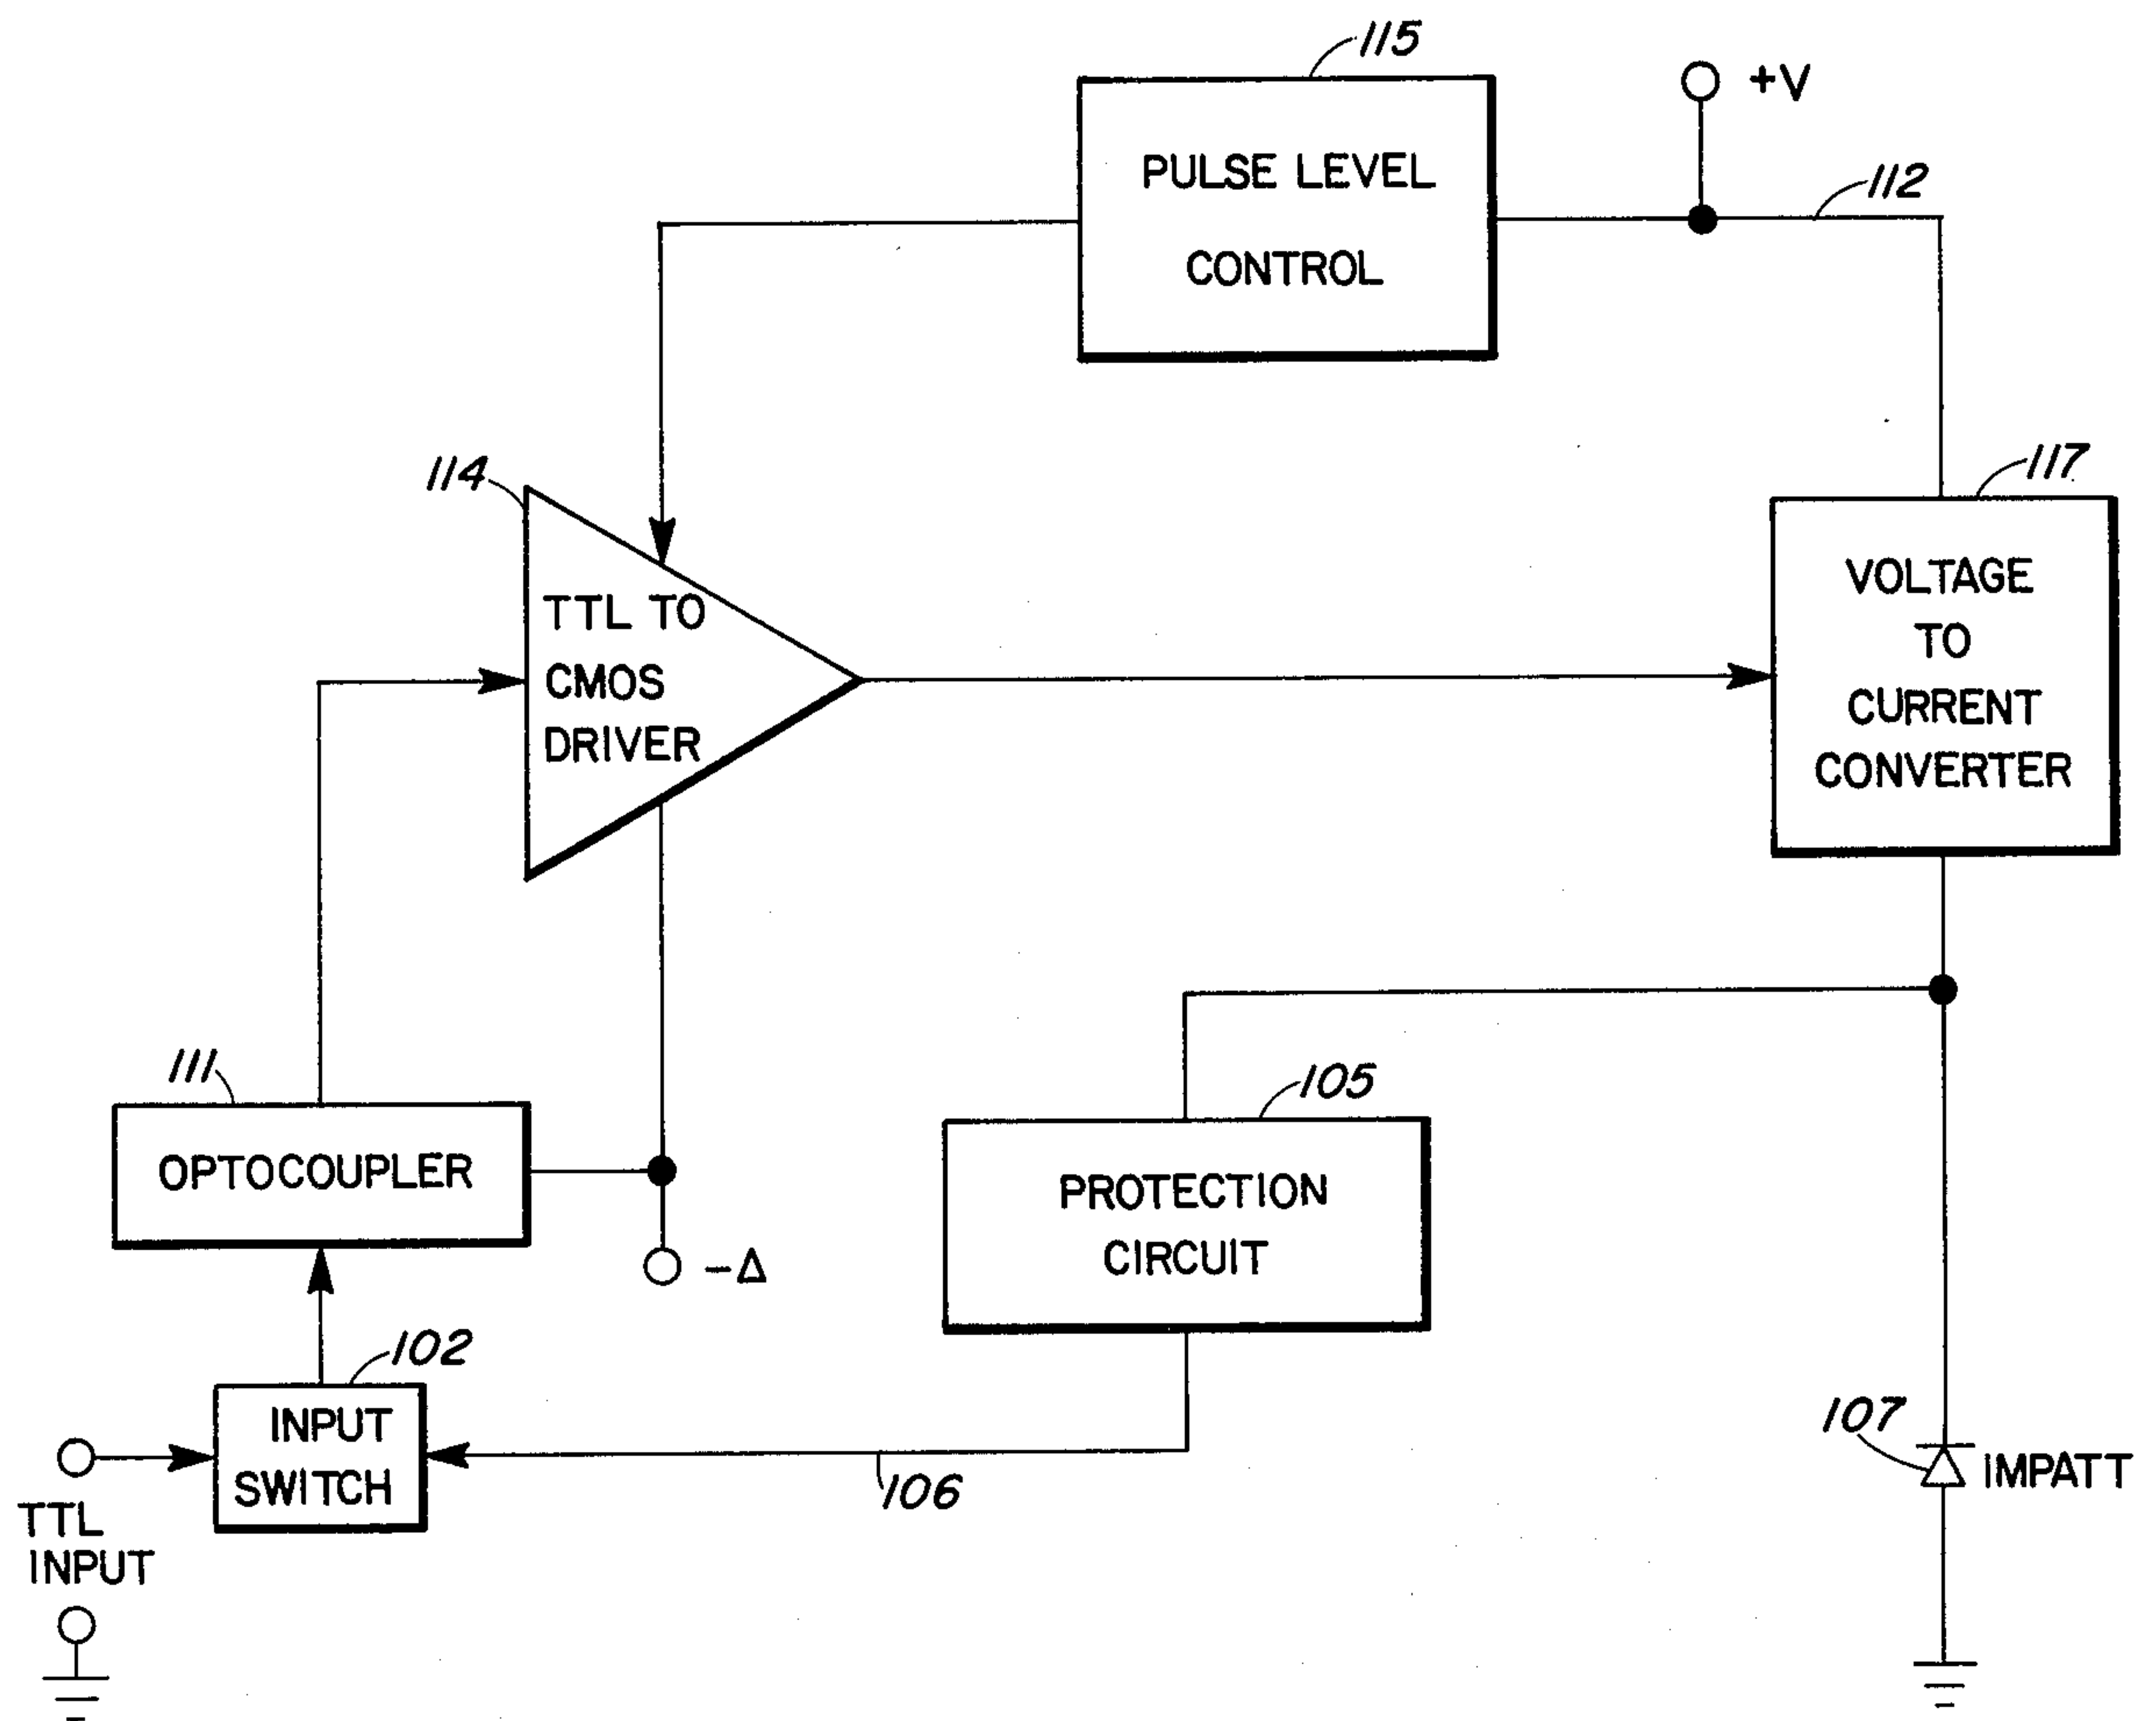 115
+V
PULSE LEVEL
CONTROL
112
114
117
TTL TO
CMOS
DRIVER
VOLTAGE
TO
CURRENT
CONVERTER
111
OPTOCOUPLER
-Δ
105
PROTECTION
CIRCUIT
102
INPUT
SWITCH
106
TTL
INPUT
107
IMPATT